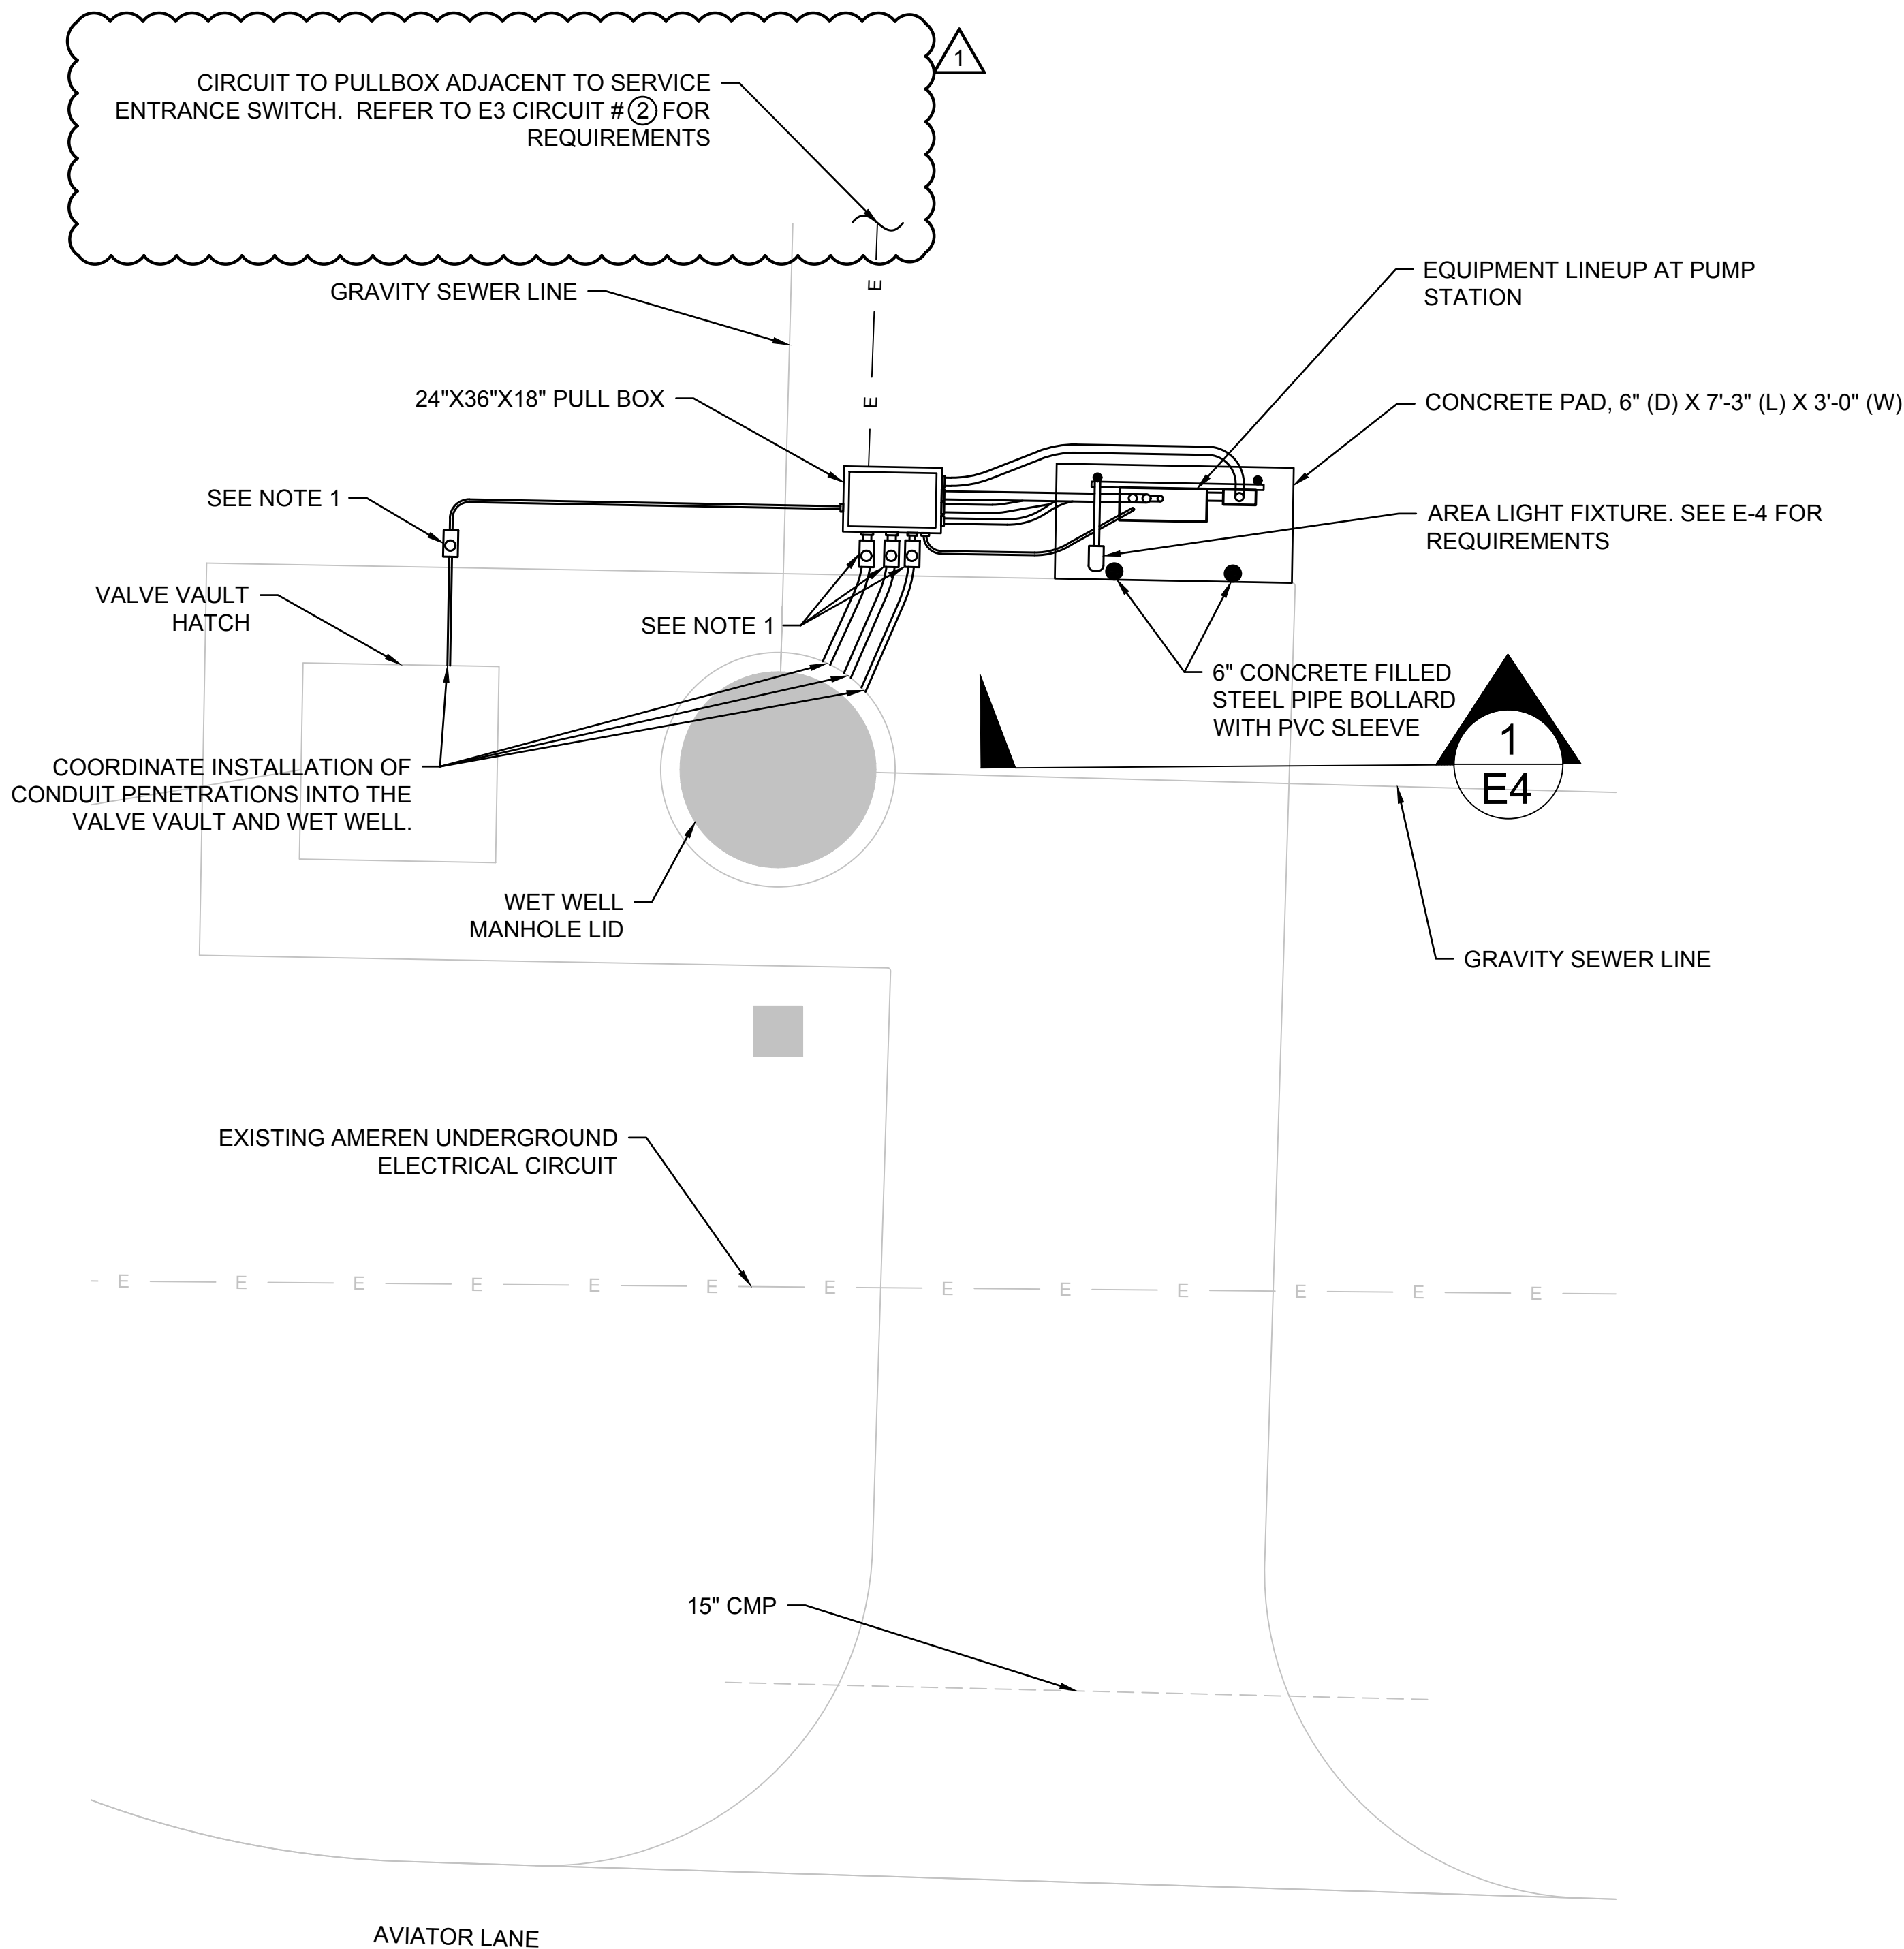 1
CIRCUIT TO PULLBOX ADJACENT TO SERVICE
ENTRANCE SWITCH. REFER TO E3 CIRCUIT #2 FOR
REQUIREMENTS
EQUIPMENT LINEUP AT PUMP
STATION
E
GRAVITY SEWER LINE
24"X36"X18" PULL BOX
E
CONCRETE PAD, 6" (D) X 7'-3" (L) X 3'-0" (W)
SEE NOTE 1
AREA LIGHT FIXTURE. SEE E-4 FOR
REQUIREMENTS
VALVE VAULT
HATCH
SEE NOTE 1
6" CONCRETE FILLED
STEEL PIPE BOLLARD
WITH PVC SLEEVE
1
E4
COORDINATE INSTALLATION OF
CONDUIT PENETRATIONS INTO THE
VALVE VAULT AND WET WELL.
WET WELL
MANHOLE LID
GRAVITY SEWER LINE
EXISTING AMEREN UNDERGROUND
ELECTRICAL CIRCUIT
E E E E E E E E E E E E E
15" CMP
AVIATOR LANE